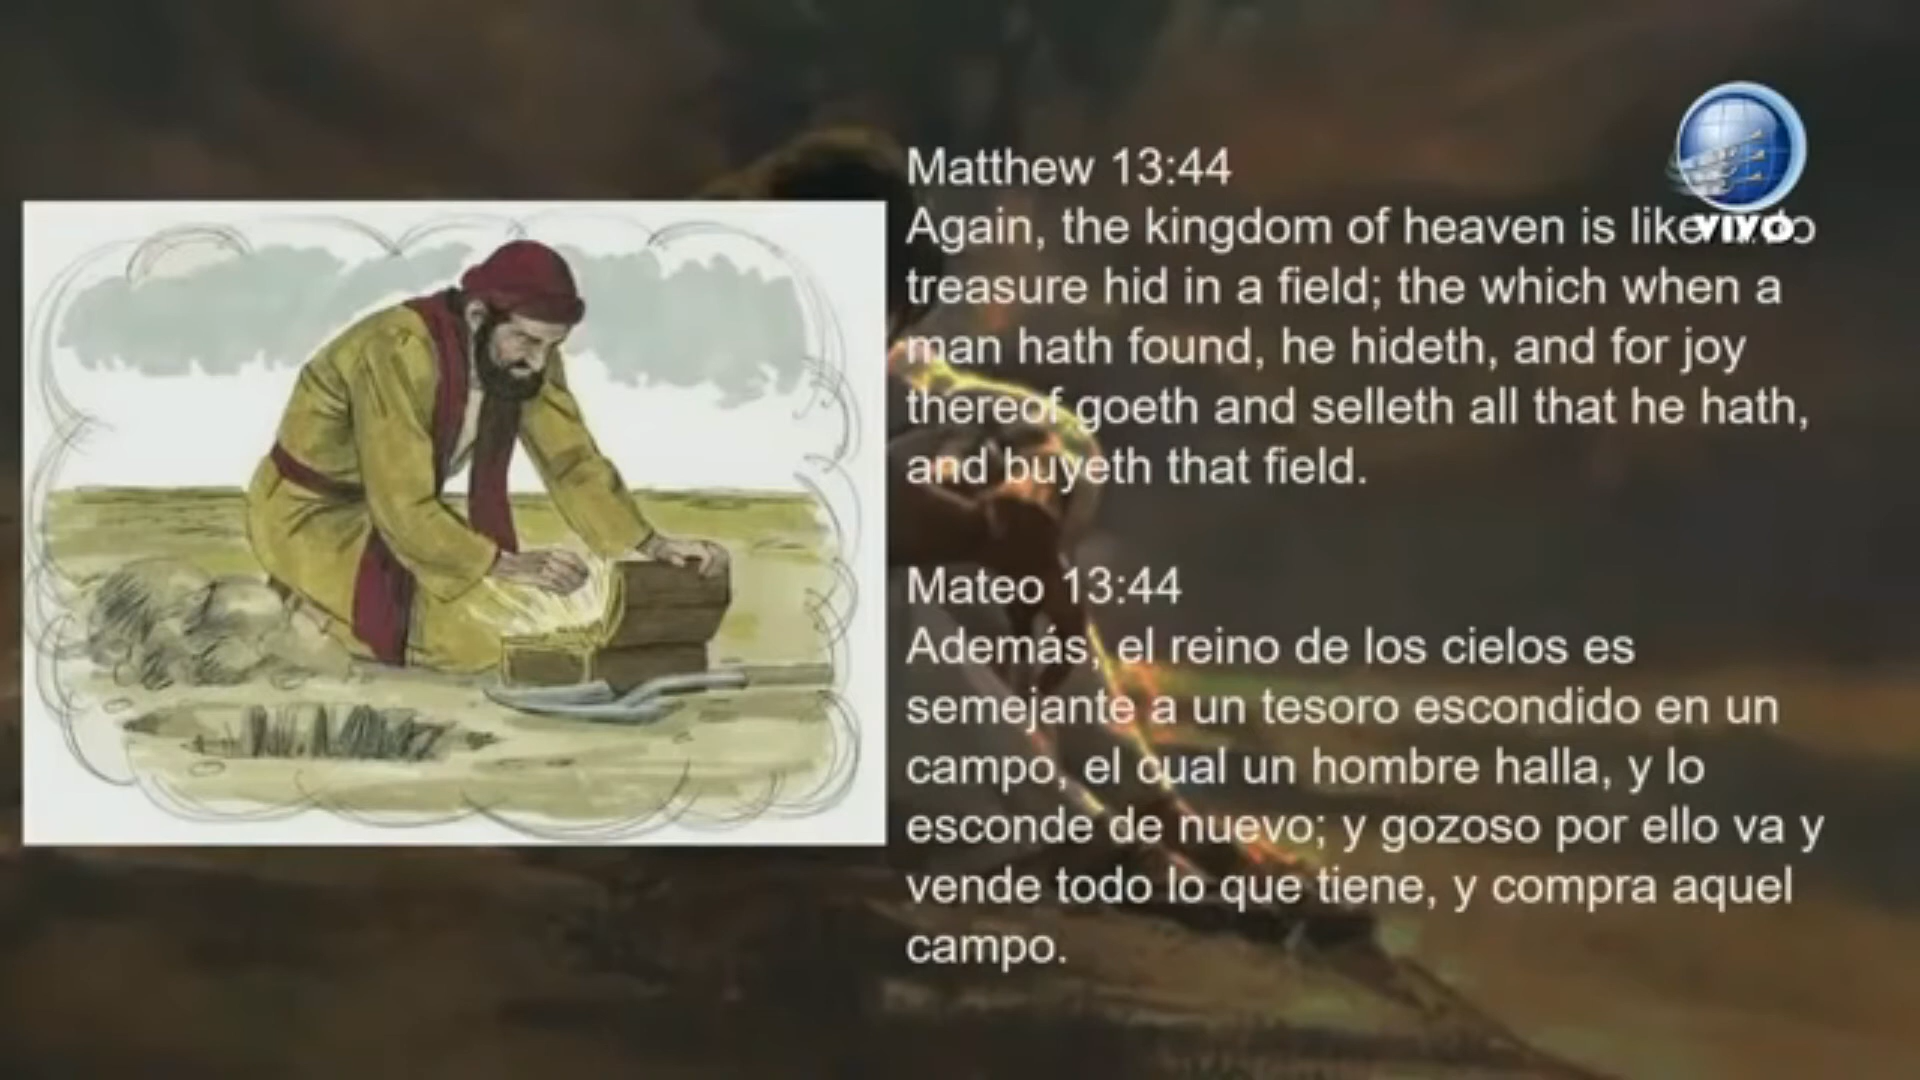 Matthew 13:44
Again, the kingdom of heaven is like
treasure hid in a field; the which when a
man hath found, he hideth, and for joy
thereof goeth and selleth all that he hath,
and buyeth that field.
Mateo 13:44
Además, el reino de los cielos es
semejante a un tesoro escondido en un
campo, el cual un hombre halla, y lo
esconde de nuevo; y gozoso por ello va y
vende todo lo que tiene, y compra aquel
campo.
VIVO